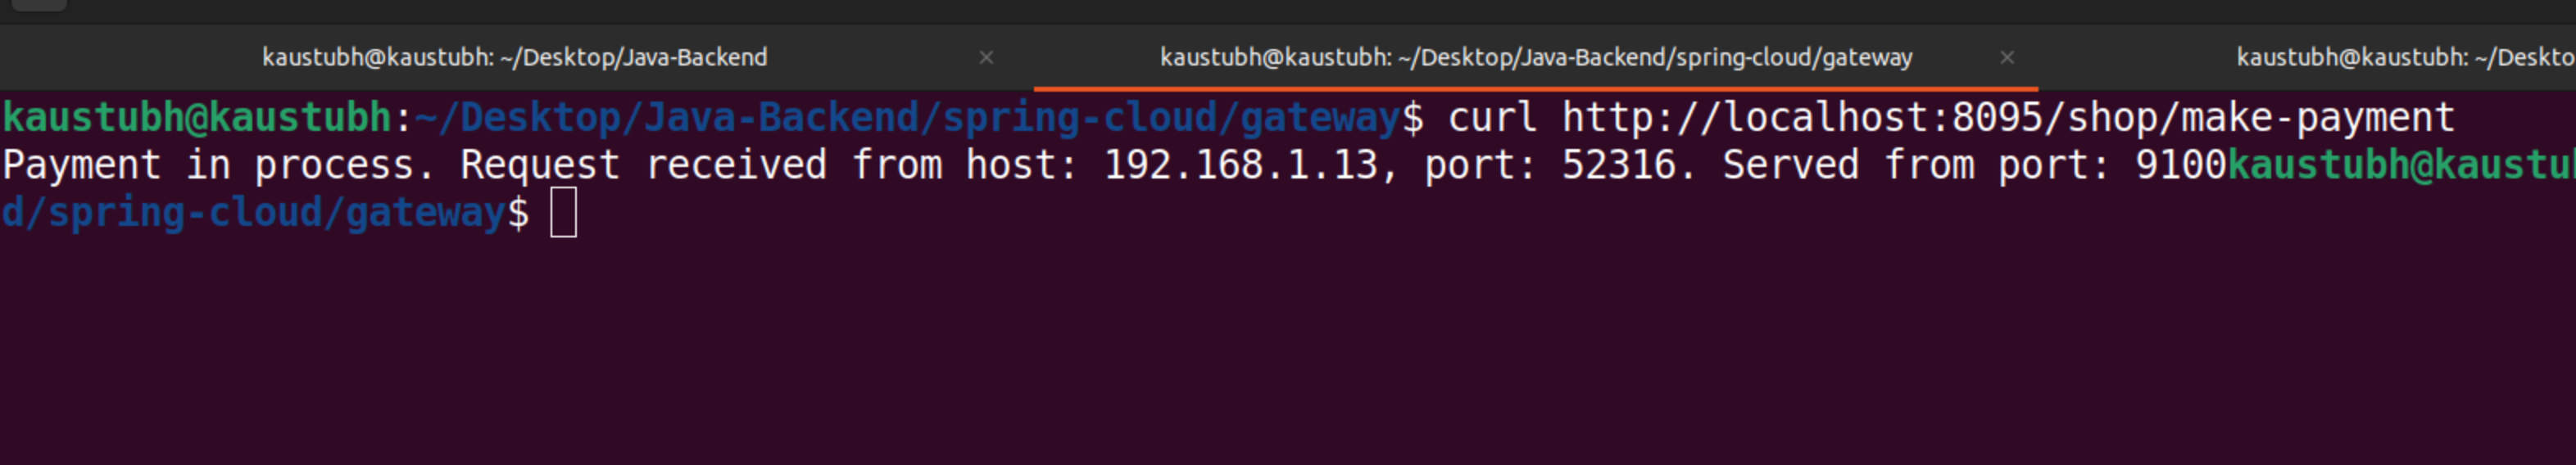 kaustubh@kaustubh: ~/Desktop/Java-Backend
kaustubh@kaustubh: ~/Desktop/Java-Backend/spring-cloud/gateway
kaustubh@kaustubh: ~/Deskto
kaustubh@kaustubh:~/Desktop/Java-Backend/spring-cloud/gateway$ curl http://localhost:8095/shop/make-payment
Payment in process. Request received from host: 192.168.1.13, port: 52316. Served from port: 9100kaustubh@kaustu
d/spring-cloud/gateway$